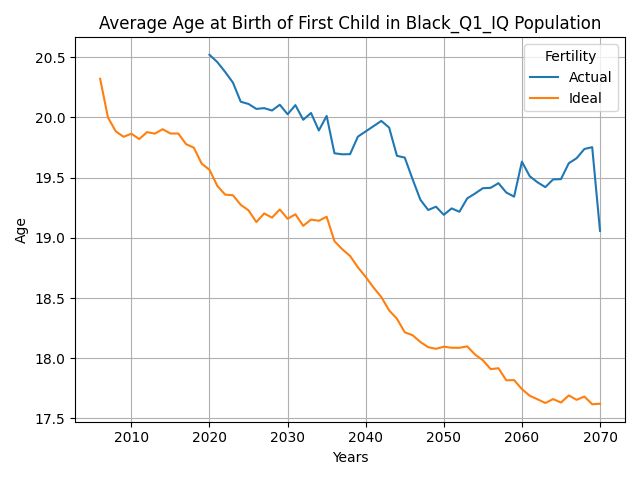 Average Age at Birth of First Child in Black_Q1_IQ Population
Fertility
Actual
Ideal
Age
20.5
20.0
19.5
19.0
18.5
18.0
17.5
2010
2020
2030
2040
2050
2060
2070
Years